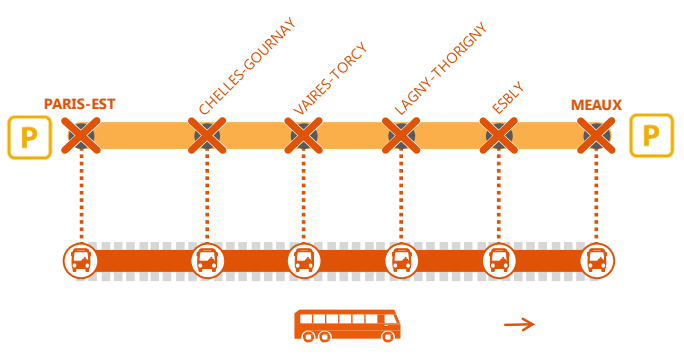 PARIS-EST
CHELLES-GOURNAY
VAIRES-TORCY
LAGNY-THORIGNY
ESBLY
MEAUX
P
P